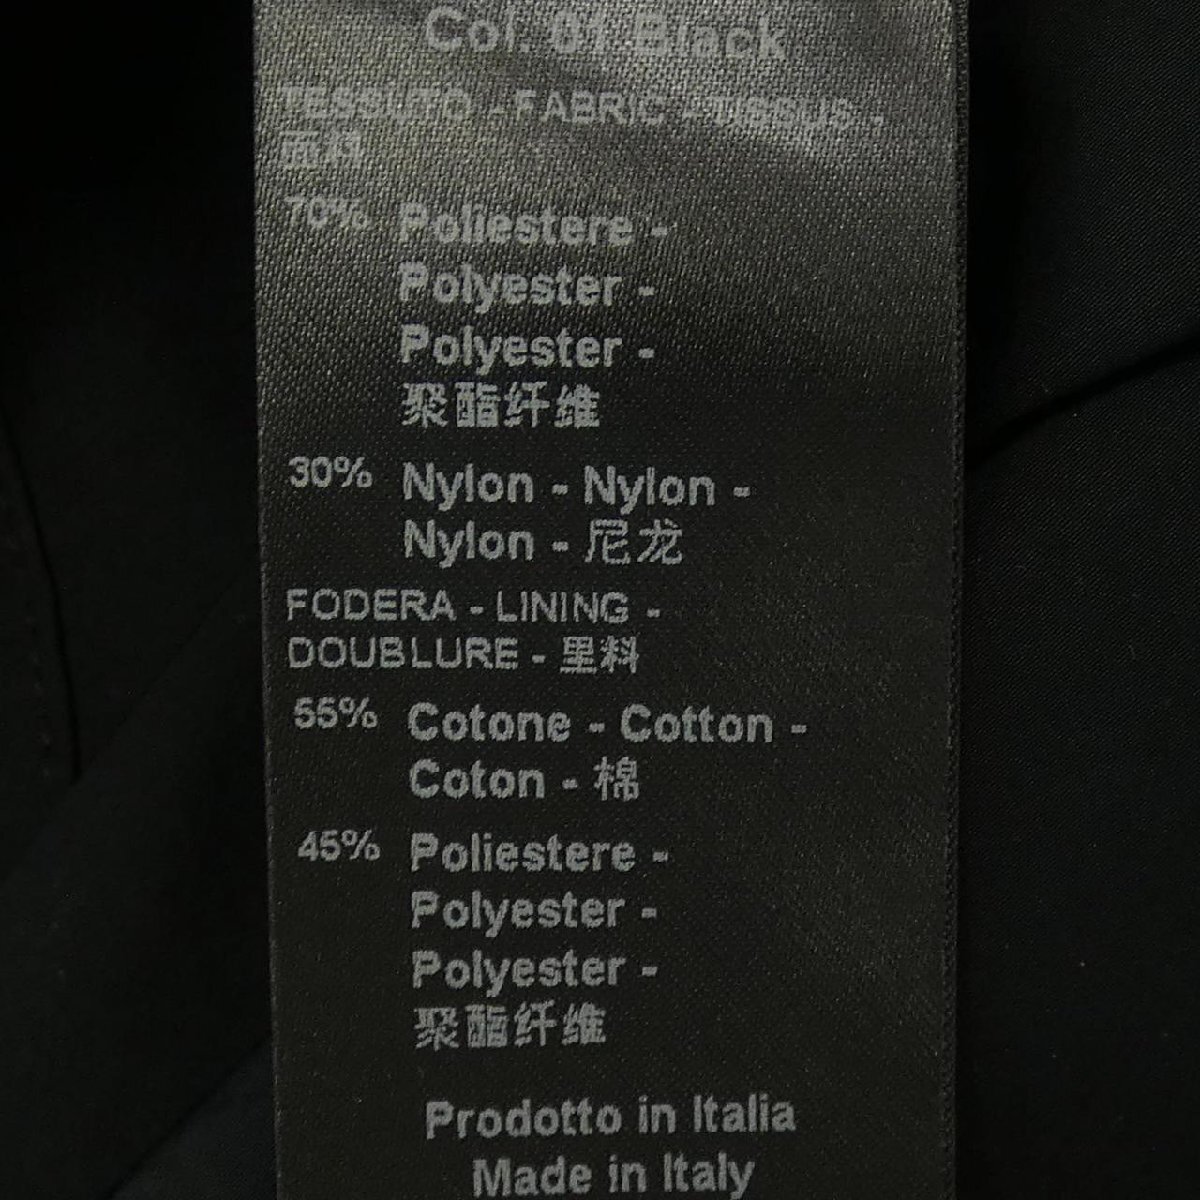 Col. 01 Black
TESSUTO - FABRIC - TISSUS -
面料
70% Poliestere -
Polyester -
Polyester -
聚酯纤维
30% Nylon - Nylon -
Nylon - 尼龙
FODERA - LINING -
DOUBLURE - 里料
55% Cotone - Cotton -
Coton - 棉
45% Poliestere -
Polyester -
Polyester -
聚酯纤维
Prodotto in Italia
Made in Italy